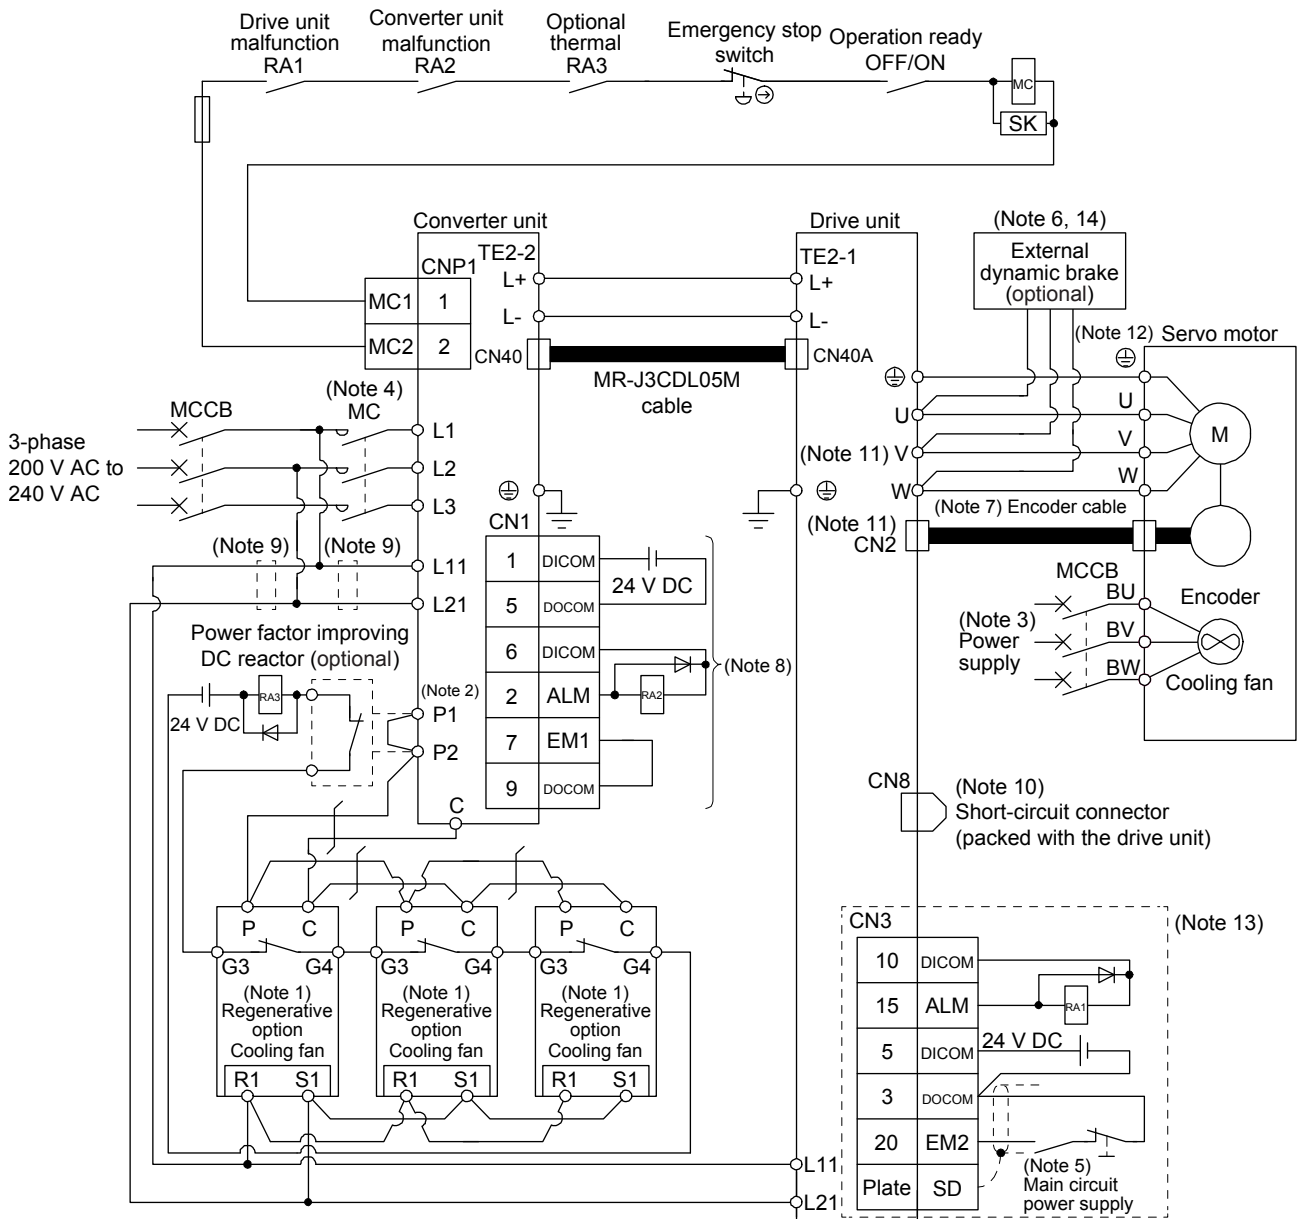 Drive unit
malfunction
RA1
Converter unit
malfunction
RA2
Optional
thermal
RA3
Emergency stop
switch
Operation ready
OFF/ON
MC
SK
Converter unit
Drive unit
(Note 6, 14)
External
dynamic brake
(optional)
CNP1
TE2-2
L+
L-
TE2-1
L+
L-
MC1
1
MC2
2
CN40
CN40A
MR-J3CDL05M
cable
(Note 12)
Servo motor
(Note 4)
MC
MCCB
3-phase
200 V AC to
240 V AC
L1
L2
L3
U
(Note 11) V
W
U
V
W
M
(Note 11)
CN2
(Note 7) Encoder cable
(Note 9)
(Note 9)
L11
L21
CN1
1
DICOM
5
DOCOM
24 V DC
6
DICOM
2
ALM
RA2
7
EM1
9
DOCOM
(Note 8)
MCCB
BU
BV
BW
(Note 3)
Power
supply
Encoder
Cooling fan
Power factor improving
DC reactor (optional)
RA3
24 V DC
(Note 2)
P1
P2
C
CN8
(Note 10)
Short-circuit connector
(packed with the drive unit)
P
C
G3
G4
(Note 1)
Regenerative
option
Cooling fan
R1
S1
P
C
G3
G4
(Note 1)
Regenerative
option
Cooling fan
R1
S1
P
C
G3
G4
(Note 1)
Regenerative
option
Cooling fan
R1
S1
CN3
(Note 13)
10
DICOM
15
ALM
RA1
5
DICOM
24 V DC
3
DOCOM
20
EM2
Plate
SD
(Note 5)
Main circuit
power supply
L11
L21